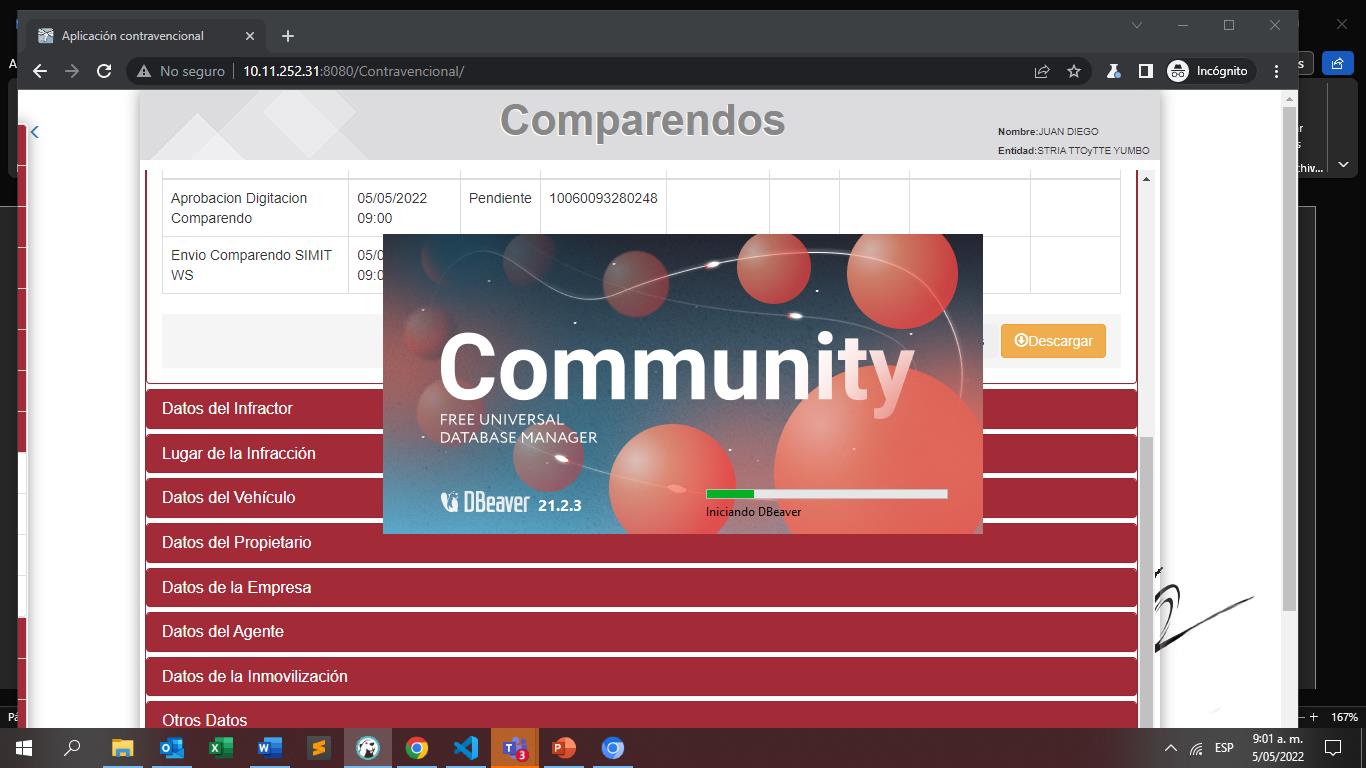 Aplicación contravencional
No seguro
10.11.252.31:8080/Contravencional/
Incógnito
Comparendos
Nombre:JUAN DIEGO
Entidad:STRIA TTOyTTE YUMBO
Aprobacion Digitacion
Comparendo
05/05/2022
09:00
Pendiente
10060093280248
Envio Comparendo SIMIT
WS
Descargar
Community
FREE UNIVERSAL
DATABASE MANAGER
DBeaver 21.2.3
Iniciando DBeaver
Datos del Infractor
Lugar de la Infracción
Datos del Vehículo
Datos del Propietario
Datos de la Empresa
Datos del Agente
Datos de la Inmovilización
Otros Datos
167%
3
ESP
9:01 a. m.
5/05/2022